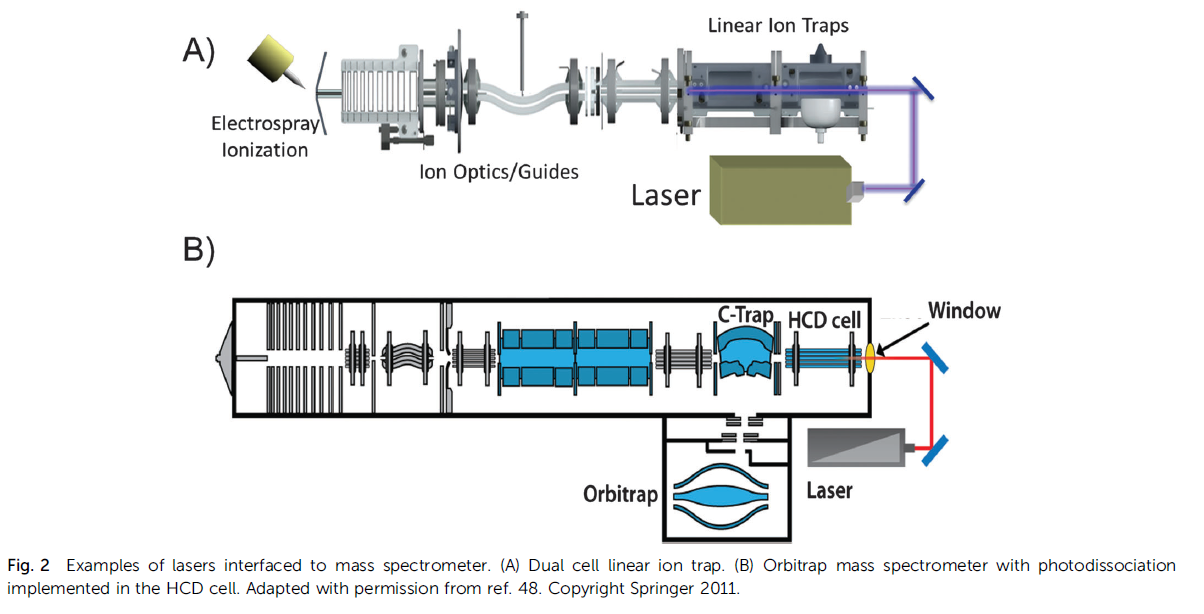 A)
Linear Ion Traps
Electrospray
Ionization
Ion Optics/Guides
Laser
B)
C-Trap
HCD cell
Window
Orbitrap
Laser
Fig. 2 Examples of lasers interfaced to mass spectrometer. (A) Dual cell linear ion trap. (B) Orbitrap mass spectrometer with photodissociation
implemented in the HCD cell. Adapted with permission from ref. 48. Copyright Springer 2011.